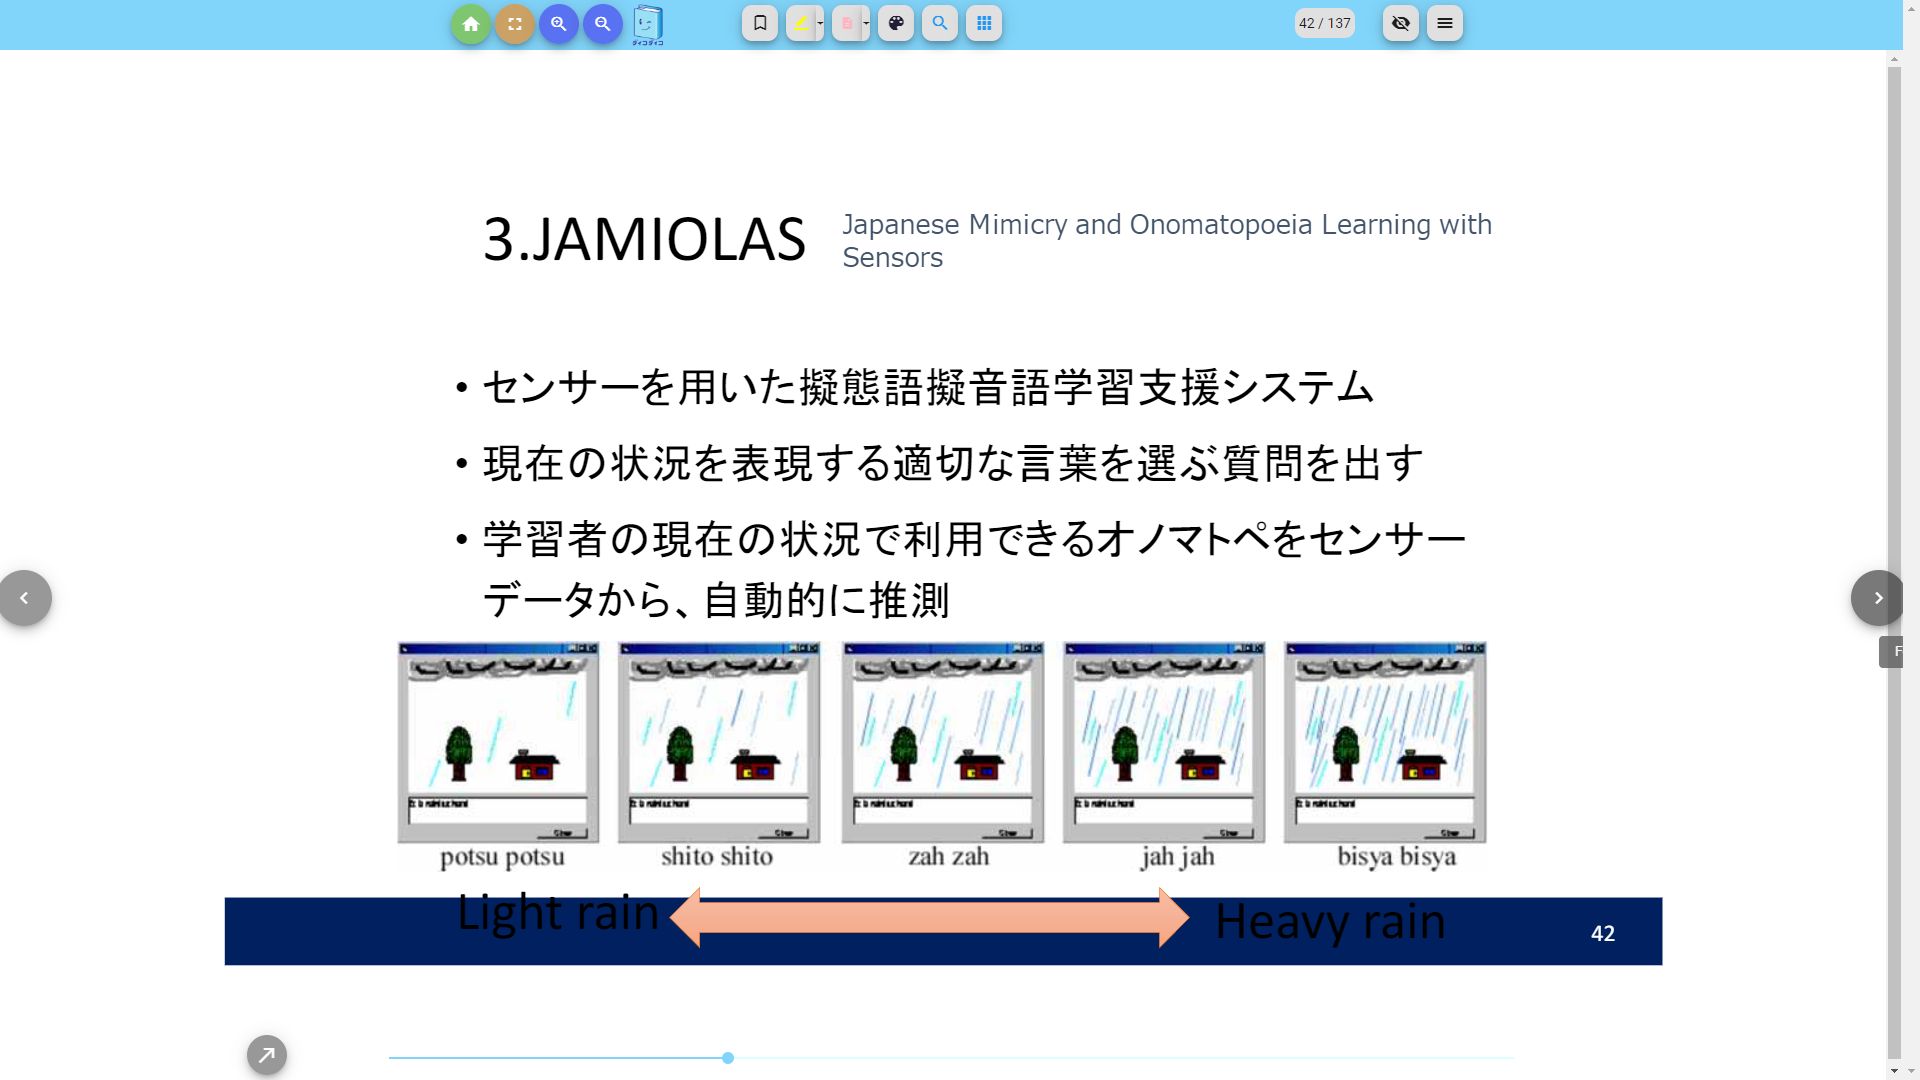 42 / 137
3.JAMIOLAS
Japanese Mimicry and Onomatopoeia Learning with
Sensors
• センサーを用いた擬態語擬音語学習支援システム
• 現在の状況を表現する適切な言葉を選ぶ質問を出す
• 学習者の現在の状況で利用できるオノマトペをセンサー
データから、自動的に推測
potsu potsu
shito shito
zah zah
jah jah
bisya bisya
Light rain
Heavy rain
42